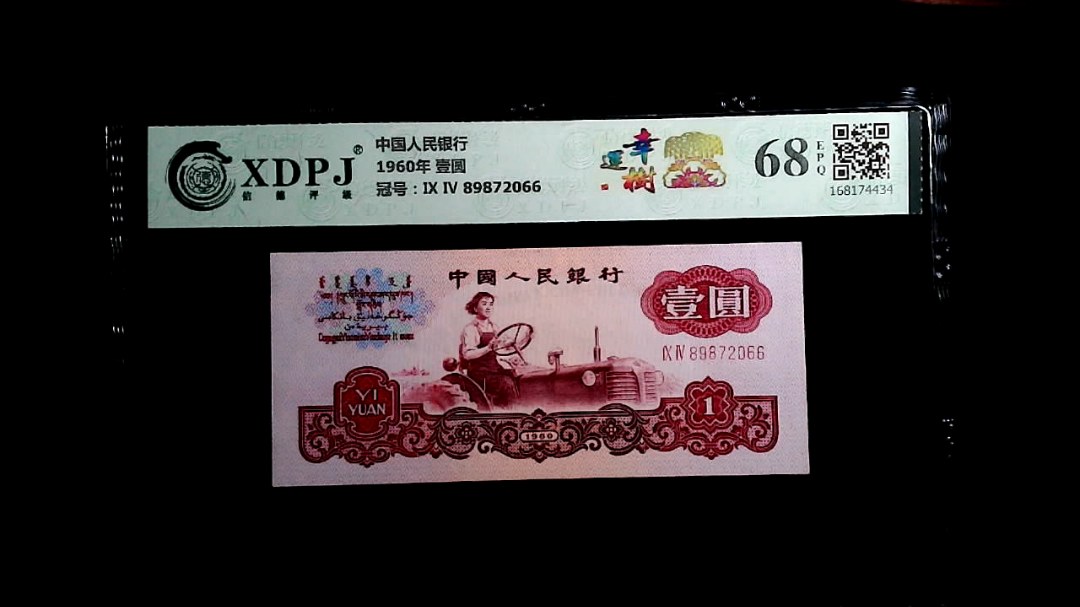 XDPJ®
信德评级
中国人民银行
1960年 壹圆
冠号：IX IV 89872066
幸運樹
68
EPQ
168174434
中國人民銀行
壹圓
IX IV 89872066
YI
YUAN
1960
1